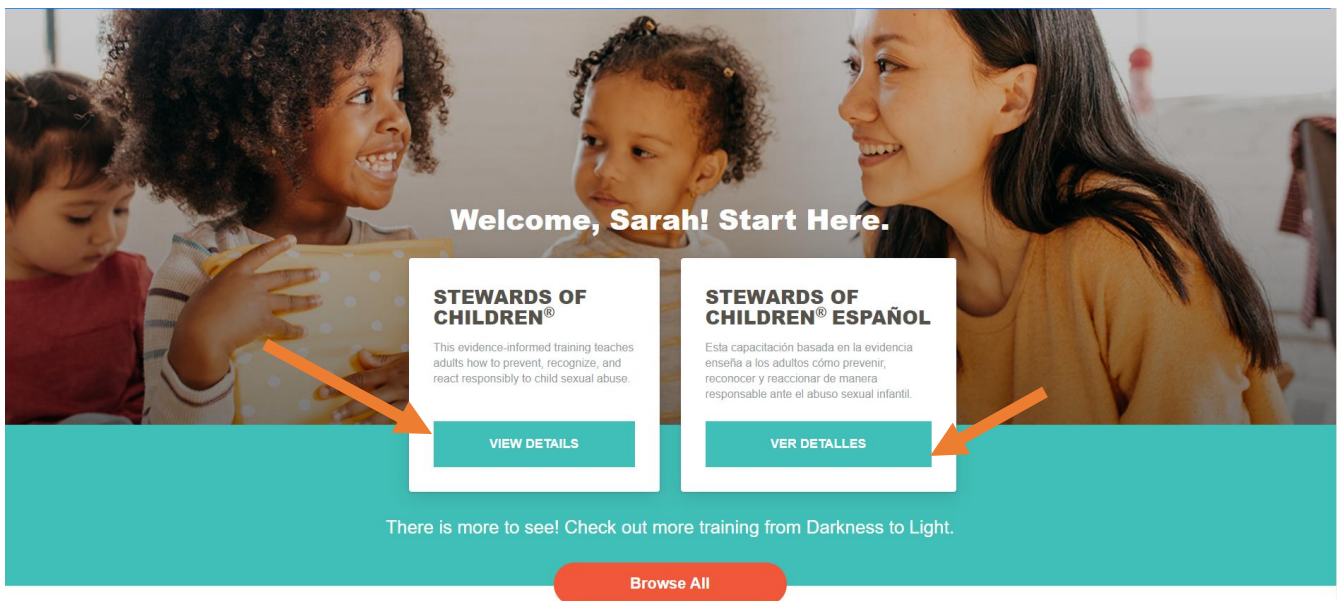 Welcome, Sarah! Start Here.
STEWARDS OF
CHILDREN®
This evidence-informed training teaches
adults how to prevent, recognize, and
react responsibly to child sexual abuse.
VIEW DETAILS
STEWARDS OF
CHILDREN® ESPAÑOL
Esta capacitación basada en la evidencia
enseña a los adultos cómo prevenir,
reconocer y reaccionar de manera
responsable ante el abuso sexual infantil.
VER DETALLES
There is more to see! Check out more training from Darkness to Light.
Browse All